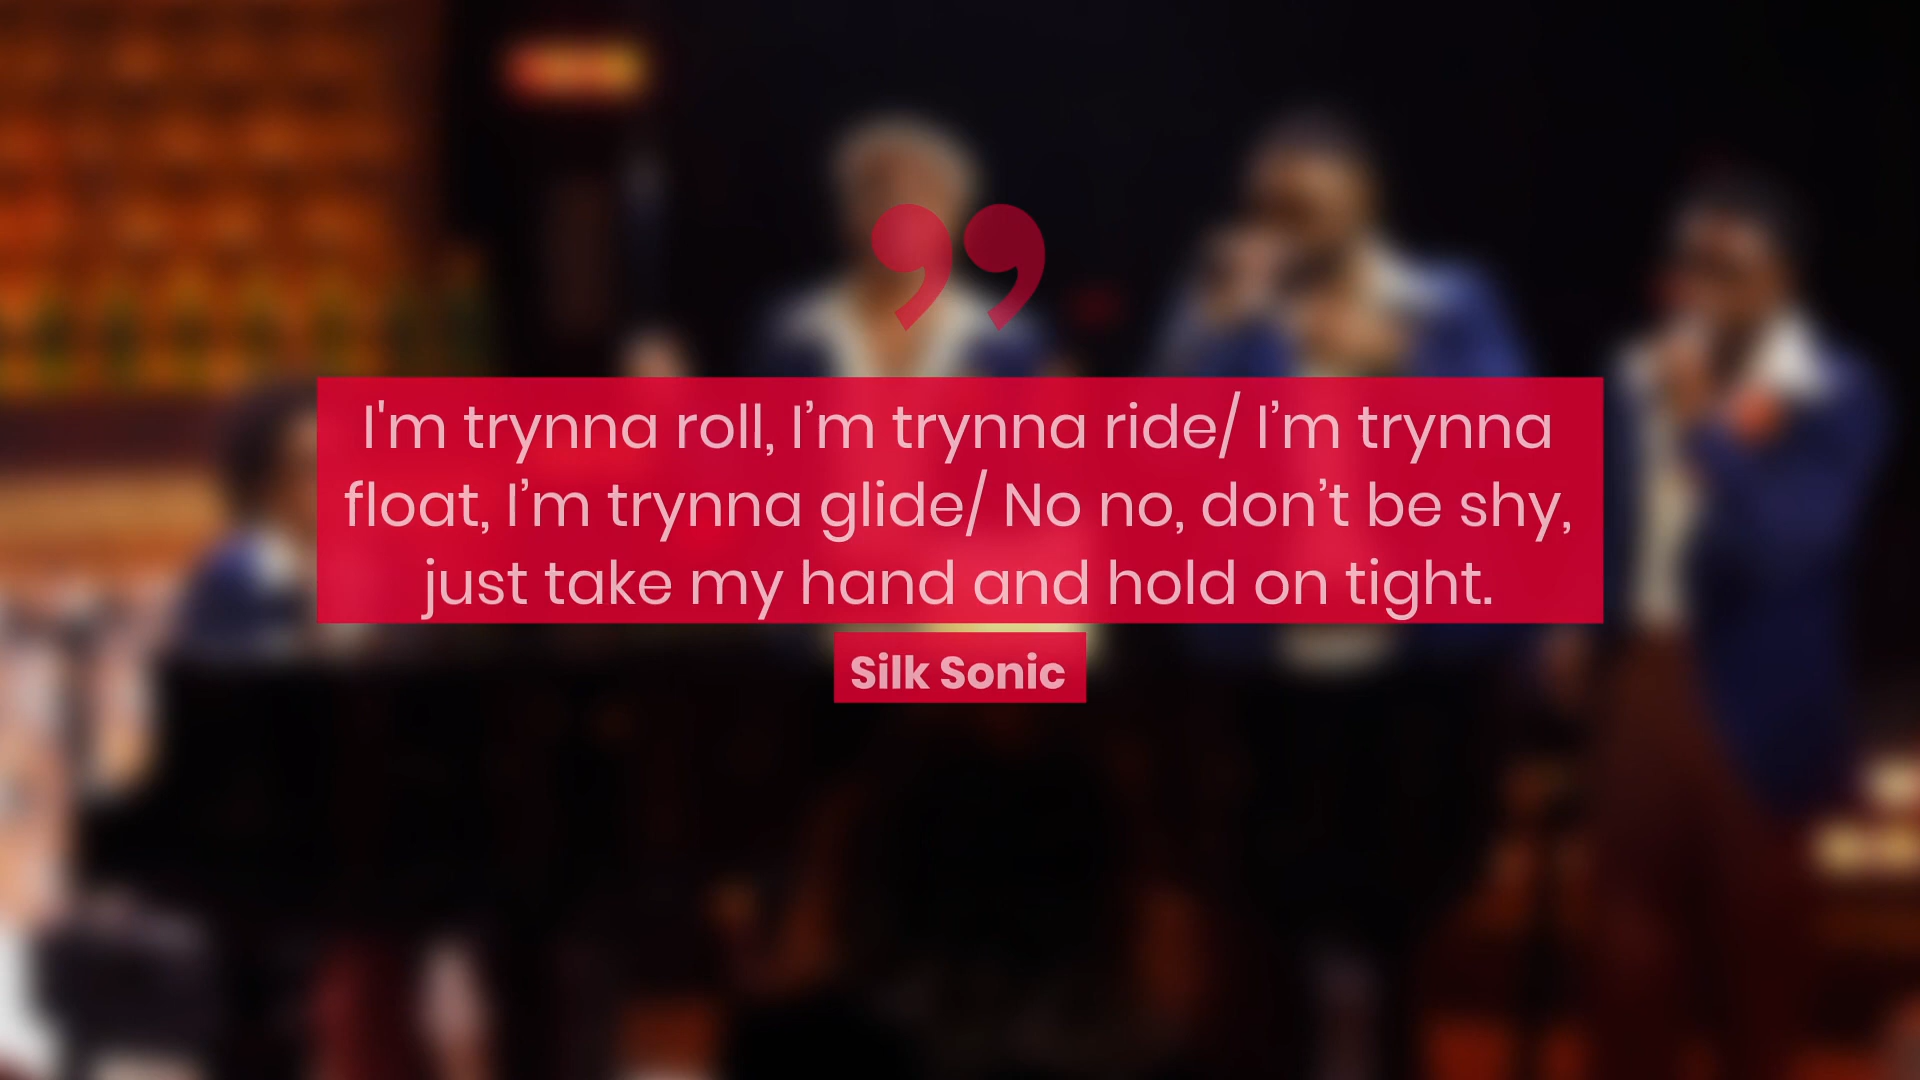 ”
I'm trynna roll, I’m trynna ride/ I’m trynna
float, I’m trynna glide/ No no, don’t be shy,
just take my hand and hold on tight.
Silk Sonic